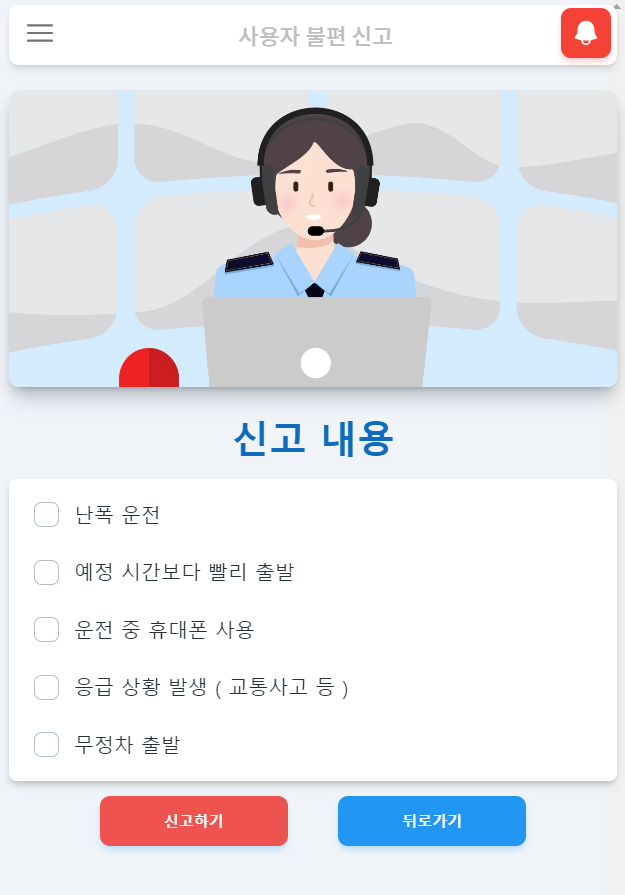 사용자 불편 신고
신고 내용
난폭 운전
예정 시간보다 빨리 출발
운전 중 휴대폰 사용
응급 상황 발생 ( 교통사고 등 )
무정차 출발
신고하기
뒤로가기